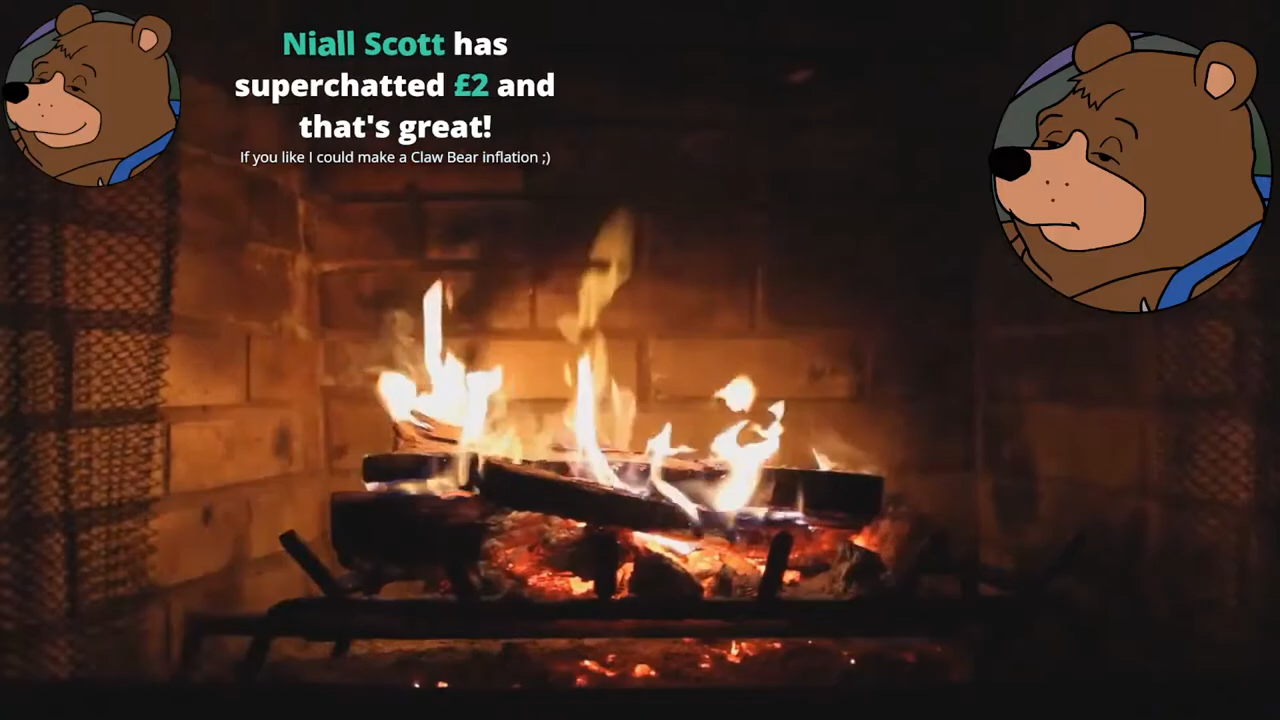 Niall Scott has
superchatted £2 and
that's great!
If you like I could make a Claw Bear inflation ;)